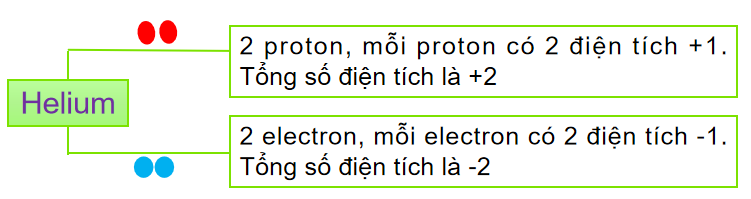 2 proton, mỗi proton có 2 điện tích +1.
Tổng số điện tích là +2
Helium
2 electron, mỗi electron có 2 điện tích -1.
Tổng số điện tích là -2